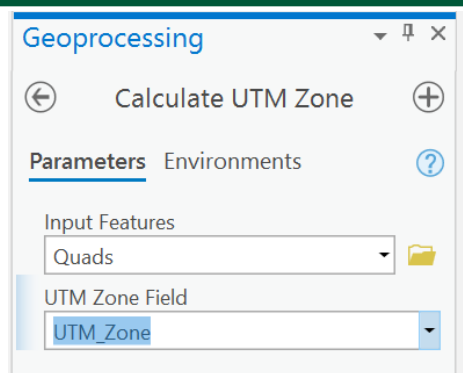 Geoprocessing
Calculate UTM Zone
Parameters Environments
Input Features
Quads
UTM Zone Field
UTM_Zone